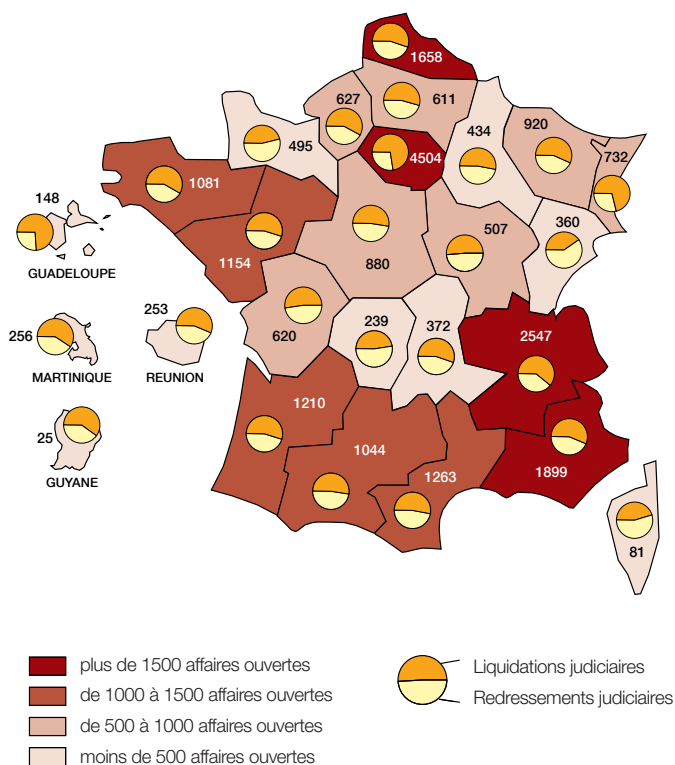 1658
627
611
495
434
920
732
4504
1081
148
GUADELOUPE
1154
880
507
360
253
256
620
239
372
2547
MARTINIQUE
REUNION
1210
25
1044
1263
1899
GUYANE
81
plus de 1500 affaires ouvertes
de 1000 à 1500 affaires ouvertes
de 500 à 1000 affaires ouvertes
moins de 500 affaires ouvertes
Liquidations judiciaires
Redressements judiciaires